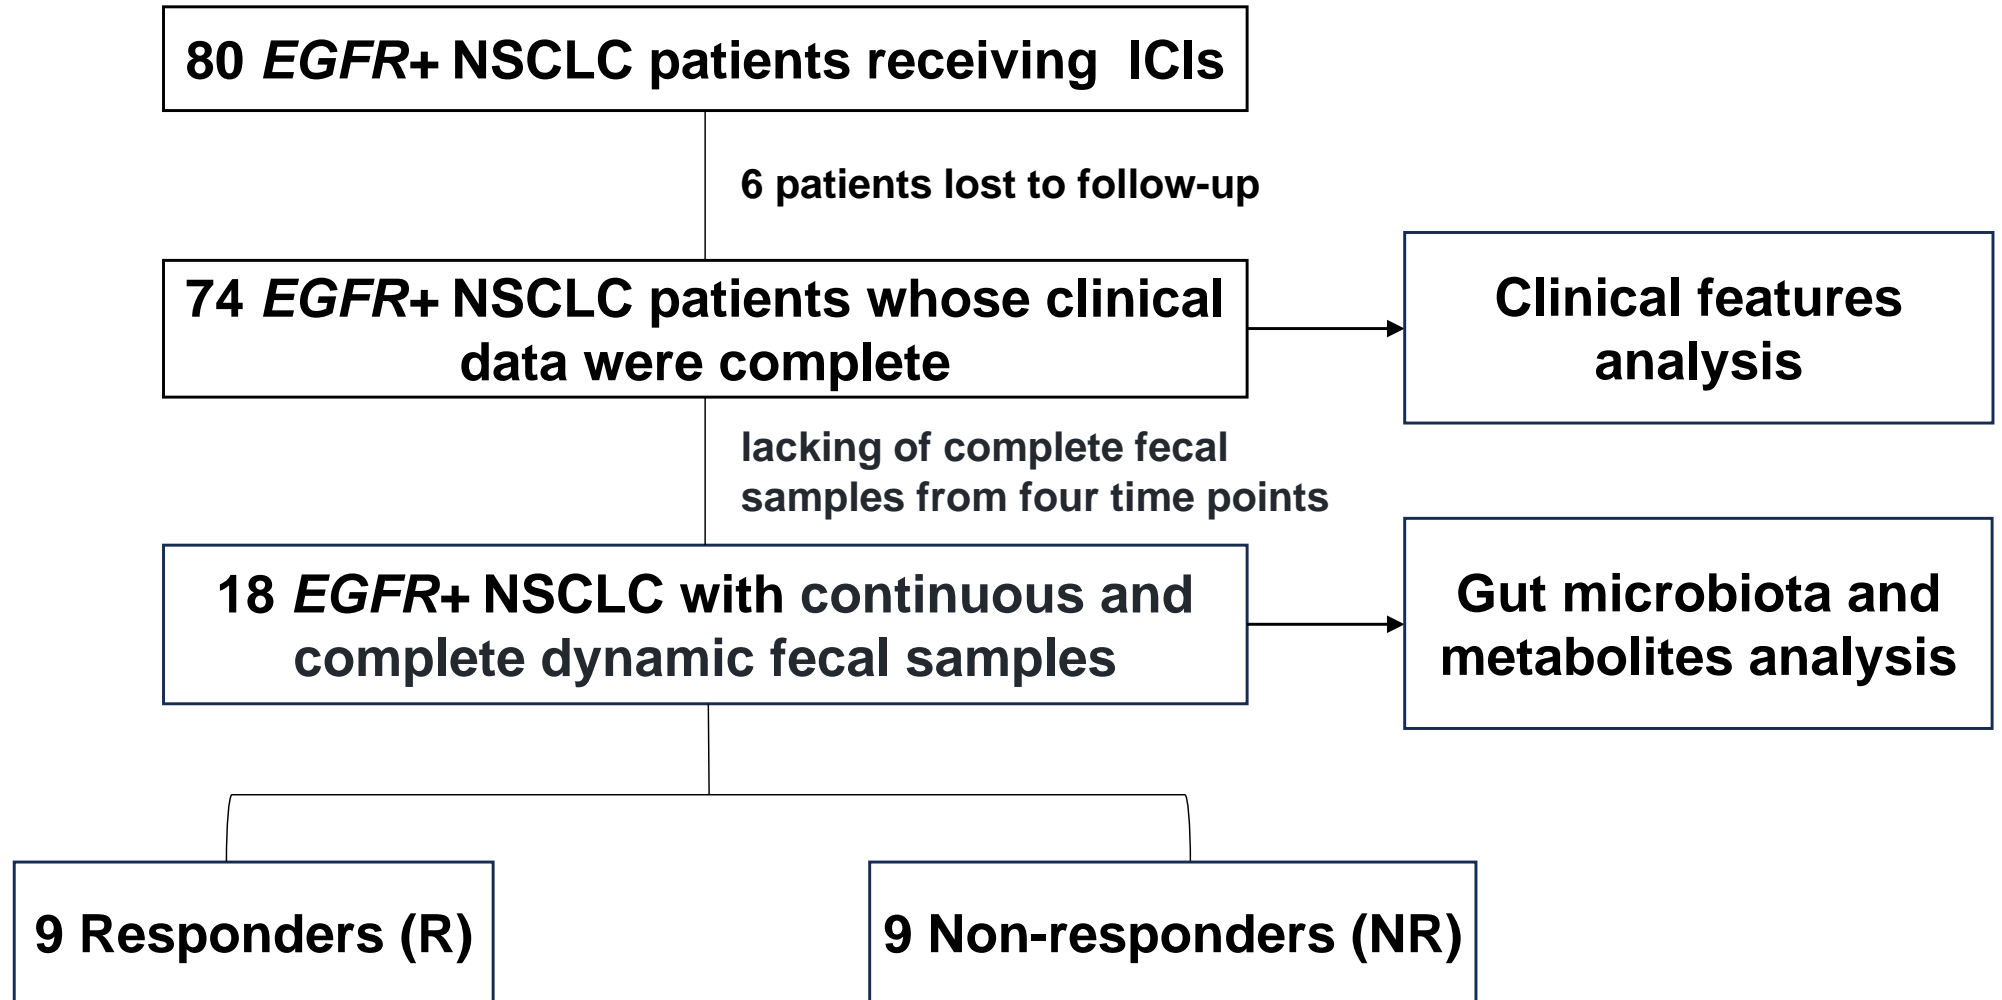 80 EGFR+ NSCLC patients receiving ICIs
6 patients lost to follow-up
74 EGFR+ NSCLC patients whose clinical
data were complete
Clinical features
analysis
lacking of complete fecal
samples from four time points
18 EGFR+ NSCLC with continuous and
complete dynamic fecal samples
Gut microbiota and
metabolites analysis
9 Responders (R)
9 Non-responders (NR)